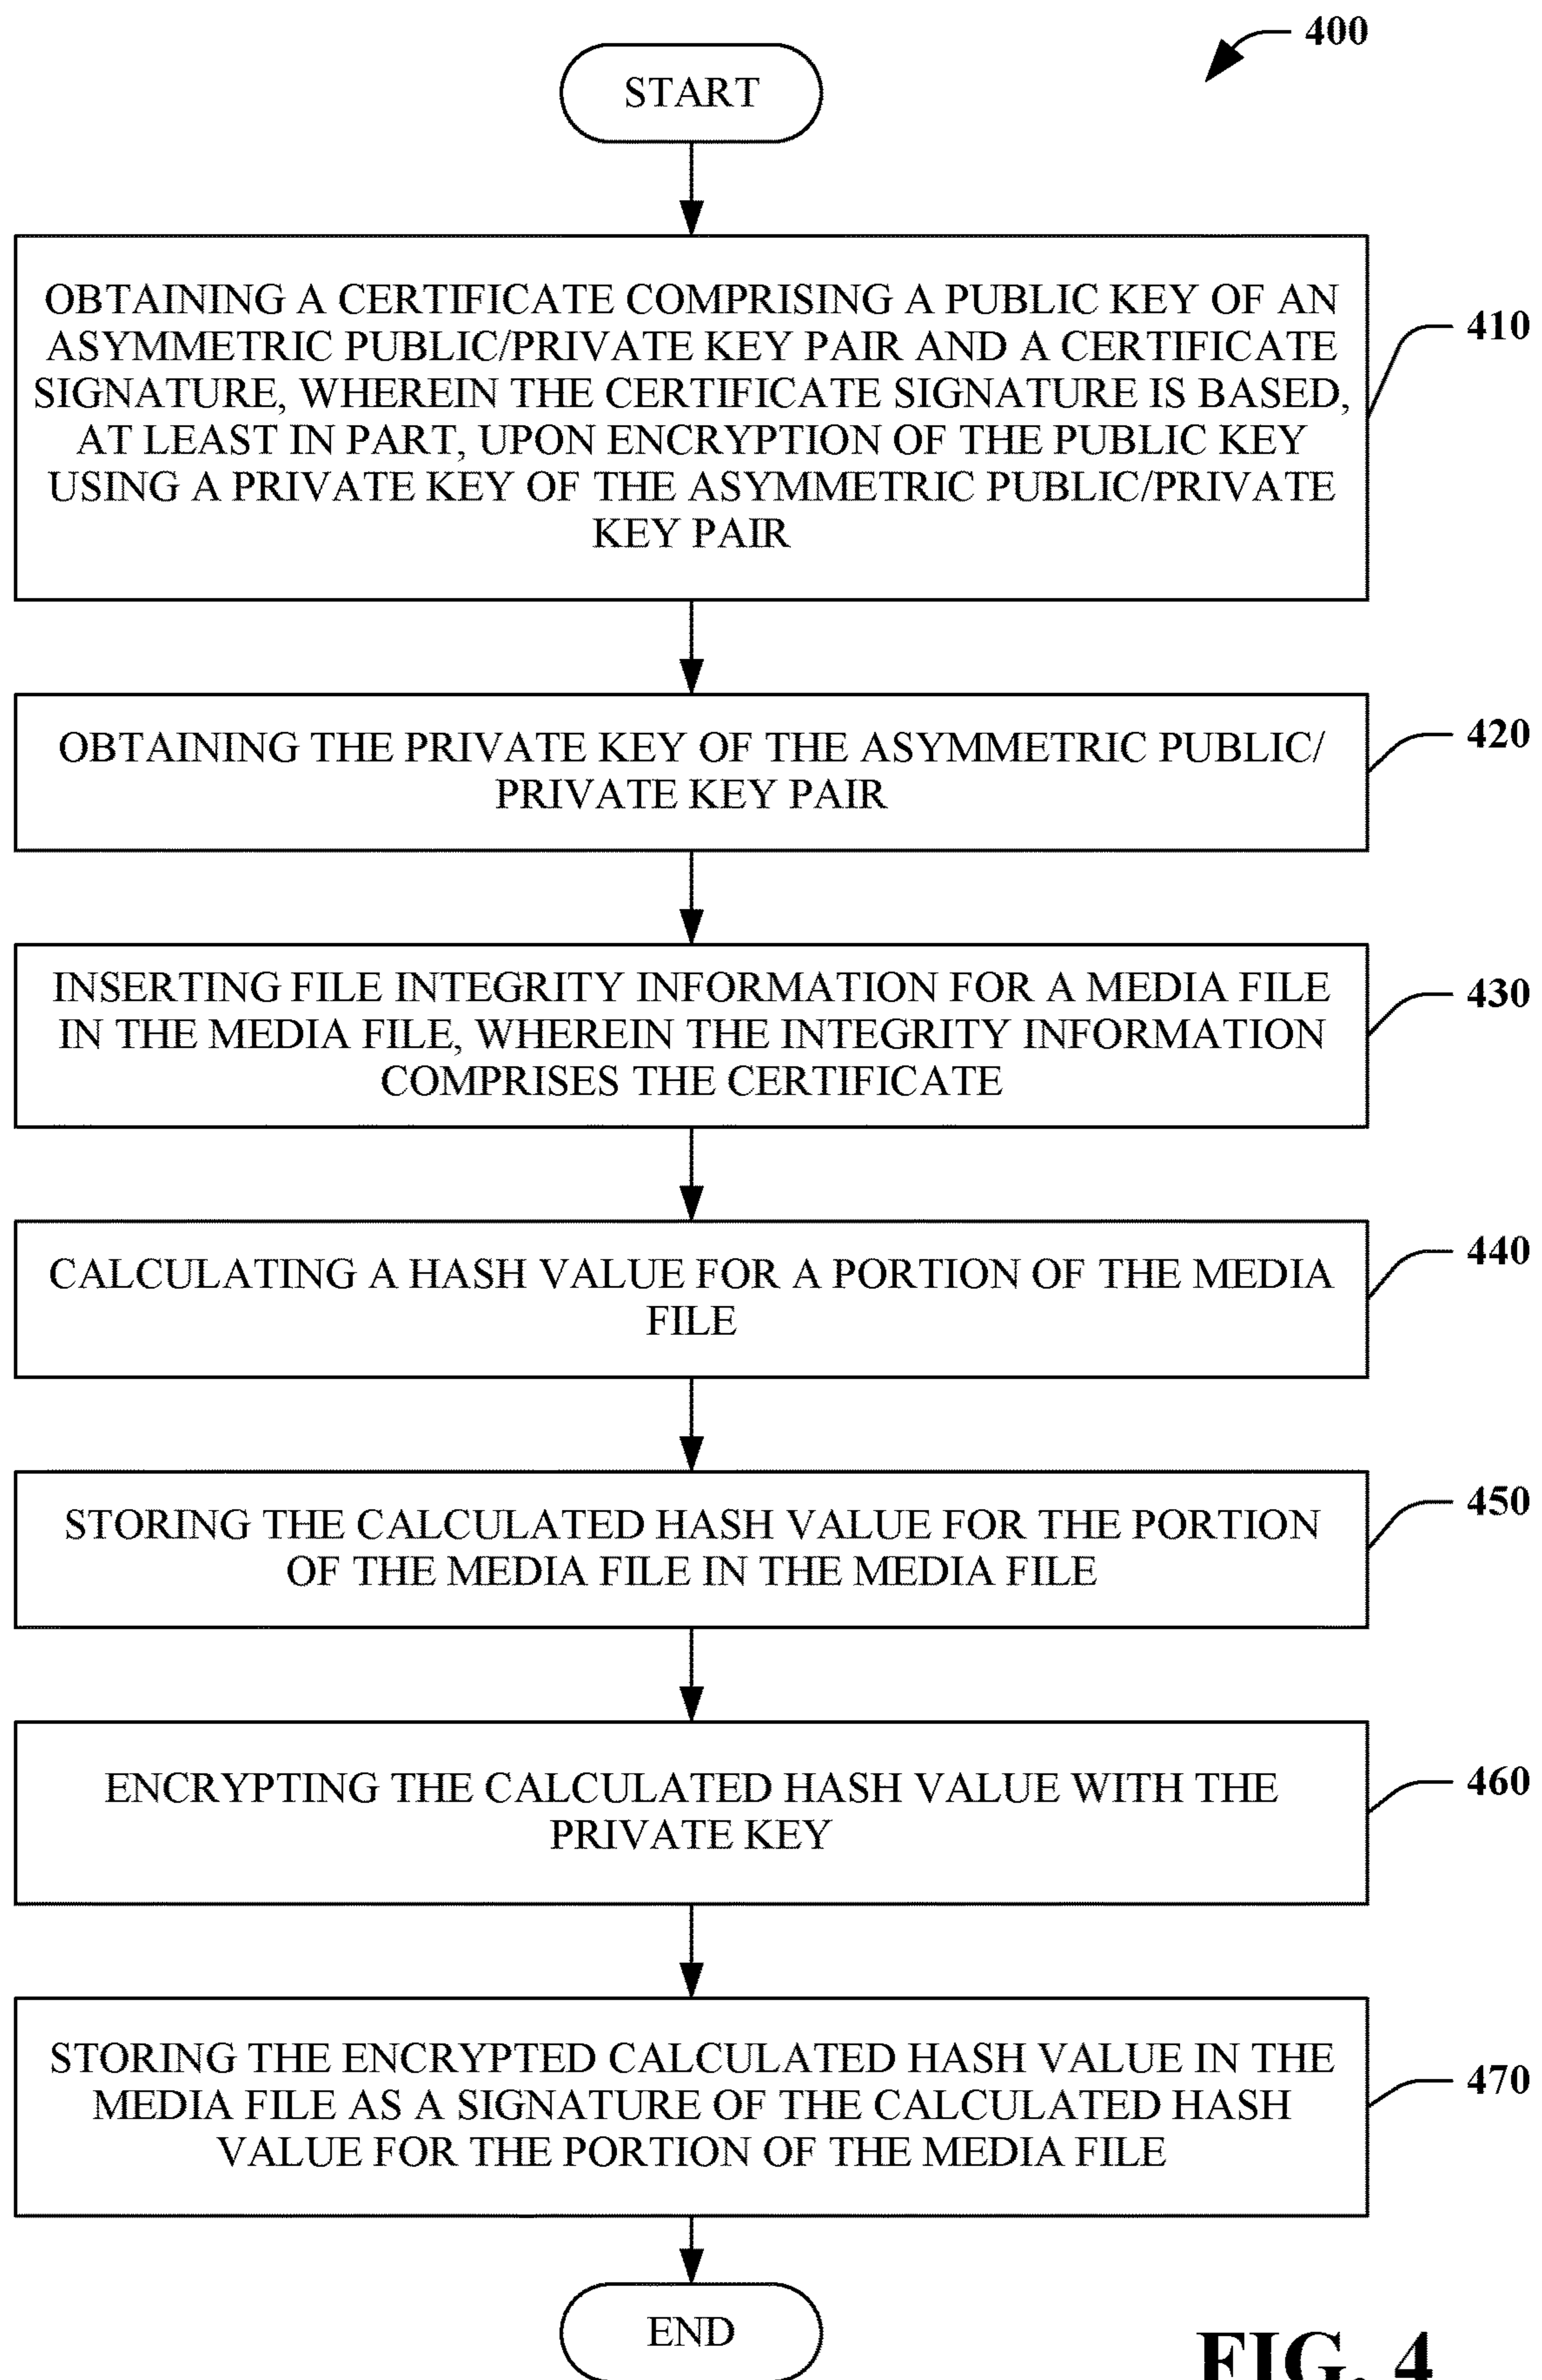 400
START
OBTAINING A CERTIFICATE COMPRISING A PUBLIC KEY OF AN
ASYMMETRIC PUBLIC/PRIVATE KEY PAIR AND A CERTIFICATE
SIGNATURE, WHEREIN THE CERTIFICATE SIGNATURE IS BASED,
AT LEAST IN PART, UPON ENCRYPTION OF THE PUBLIC KEY
USING A PRIVATE KEY OF THE ASYMMETRIC PUBLIC/PRIVATE
KEY PAIR
410
OBTAINING THE PRIVATE KEY OF THE ASYMMETRIC PUBLIC/
PRIVATE KEY PAIR
420
INSERTING FILE INTEGRITY INFORMATION FOR A MEDIA FILE
IN THE MEDIA FILE, WHEREIN THE INTEGRITY INFORMATION
COMPRISES THE CERTIFICATE
430
CALCULATING A HASH VALUE FOR A PORTION OF THE MEDIA
FILE
440
STORING THE CALCULATED HASH VALUE FOR THE PORTION
OF THE MEDIA FILE IN THE MEDIA FILE
450
ENCRYPTING THE CALCULATED HASH VALUE WITH THE
PRIVATE KEY
460
STORING THE ENCRYPTED CALCULATED HASH VALUE IN THE
MEDIA FILE AS A SIGNATURE OF THE CALCULATED HASH
VALUE FOR THE PORTION OF THE MEDIA FILE
470
END
FIG. 4